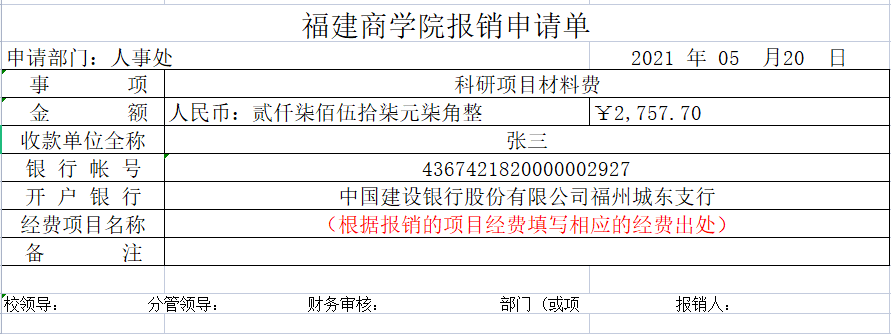 福建商学院报销申请单
申请部门：人事处 2021 年 05 月20 日
事 项 科研项目材料费
金 额 人民币：贰仟柒佰伍拾柒元柒角整 ￥2,757.70
收款单位全称 张三
银 行 帐 号 4367421820000002927
开 户 银 行 中国建设银行股份有限公司福州城东支行
经费项目名称 （根据报销的项目经费填写相应的经费出处）
备 注
校领导： 分管领导： 财务审核： 部门（或项 报销人：